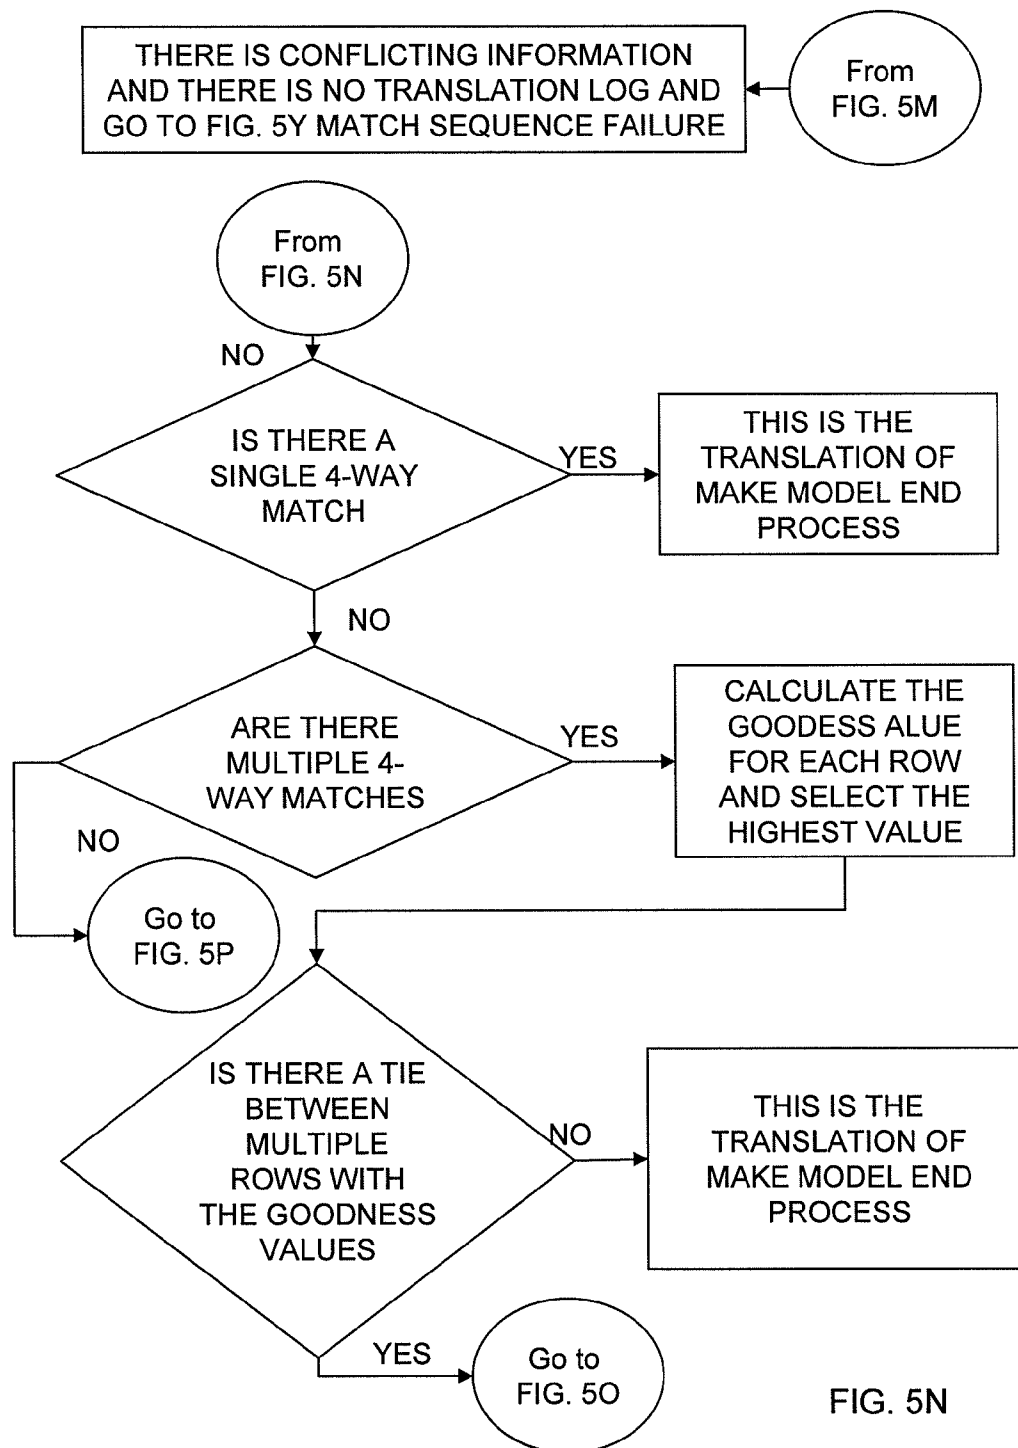 THERE IS CONFLICTING INFORMATION
AND THERE IS NO TRANSLATION LOG AND
GO TO FIG. 5Y MATCH SEQUENCE FAILURE
From
FIG. 5M
From
FIG. 5N
NO
IS THERE A
SINGLE 4-WAY
MATCH
YES
THIS IS THE
TRANSLATION OF
MAKE MODEL END
PROCESS
NO
ARE THERE
MULTIPLE 4-
WAY MATCHES
YES
CALCULATE THE
GOODESS ALUE
FOR EACH ROW
AND SELECT THE
HIGHEST VALUE
NO
Go to
FIG. 5P
IS THERE A TIE
BETWEEN
MULTIPLE
ROWS WITH
THE GOODNESS
VALUES
NO
THIS IS THE
TRANSLATION OF
MAKE MODEL END
PROCESS
YES
Go to
FIG. 5O
FIG. 5N